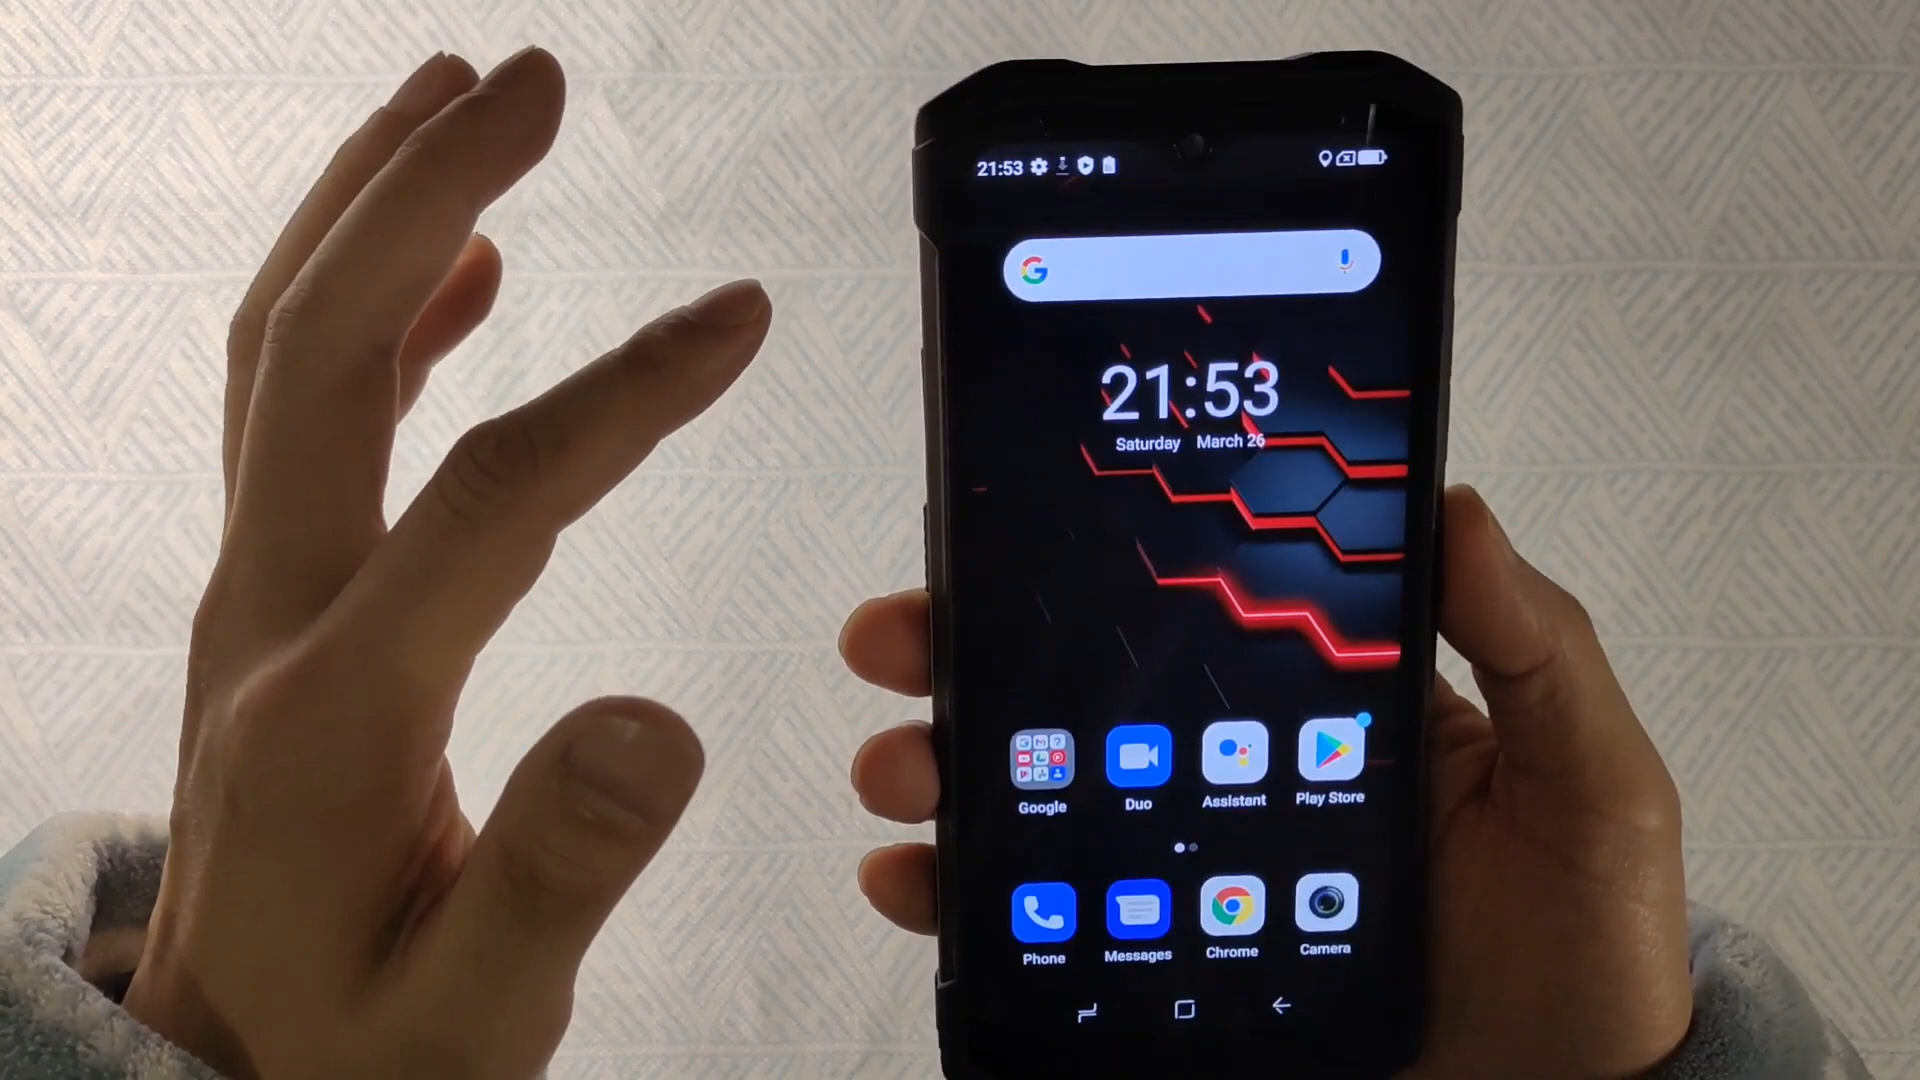 21:53
21:53
Saturday March 26
Google
Duo
Assistant
Play Store
Phone
Messages
Chrome
Camera